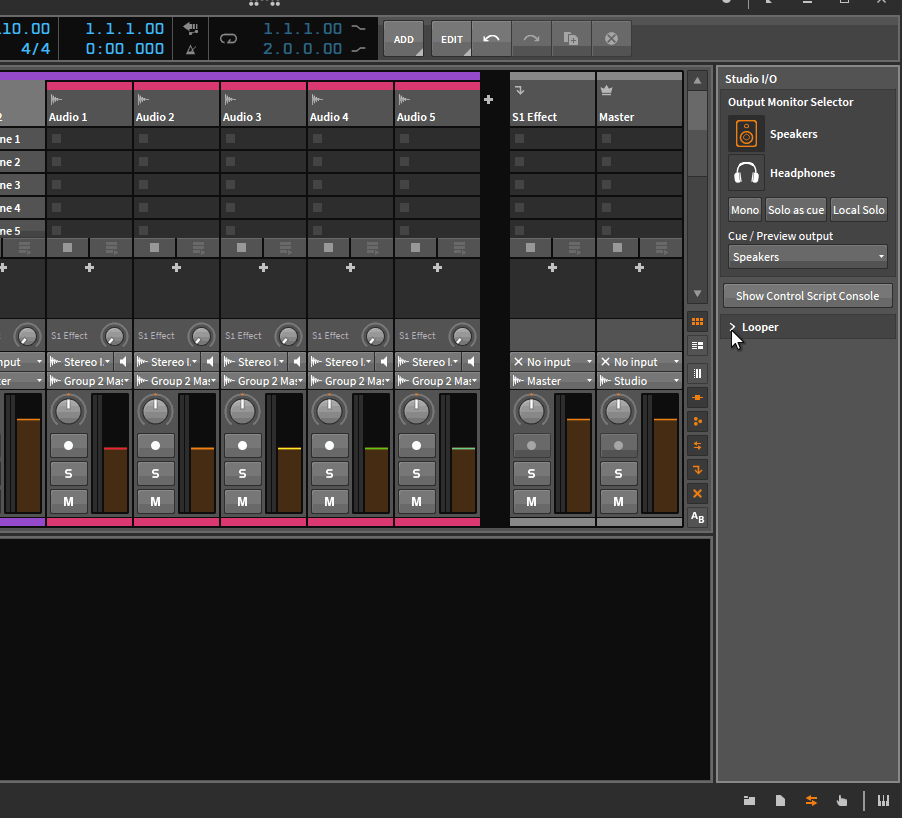 10.00 1.1.1.00 1.1.1.00 ADD EDIT
4/4 0:00.000 2.0.0.00
Studio I/O
Output Monitor Selector
Speakers
Headphones
Mono Solo as cue Local Solo
Cue / Preview output
Speakers
Show Control Script Console
Looper
2 Audio 1 Audio 2 Audio 3 Audio 4 Audio 5 S1 Effect Master
ne 1
ne 2
ne 3
ne 4
ne 5
S1 Effect S1 Effect S1 Effect S1 Effect S1 Effect
nput Stereo I. Stereo I. Stereo I. Stereo I. Stereo I. No input No input
er Group 2 Mas Group 2 Mas Group 2 Mas Group 2 Mas Group 2 Mas Master Studio
S S S S S S S
M M M M M M M
AB